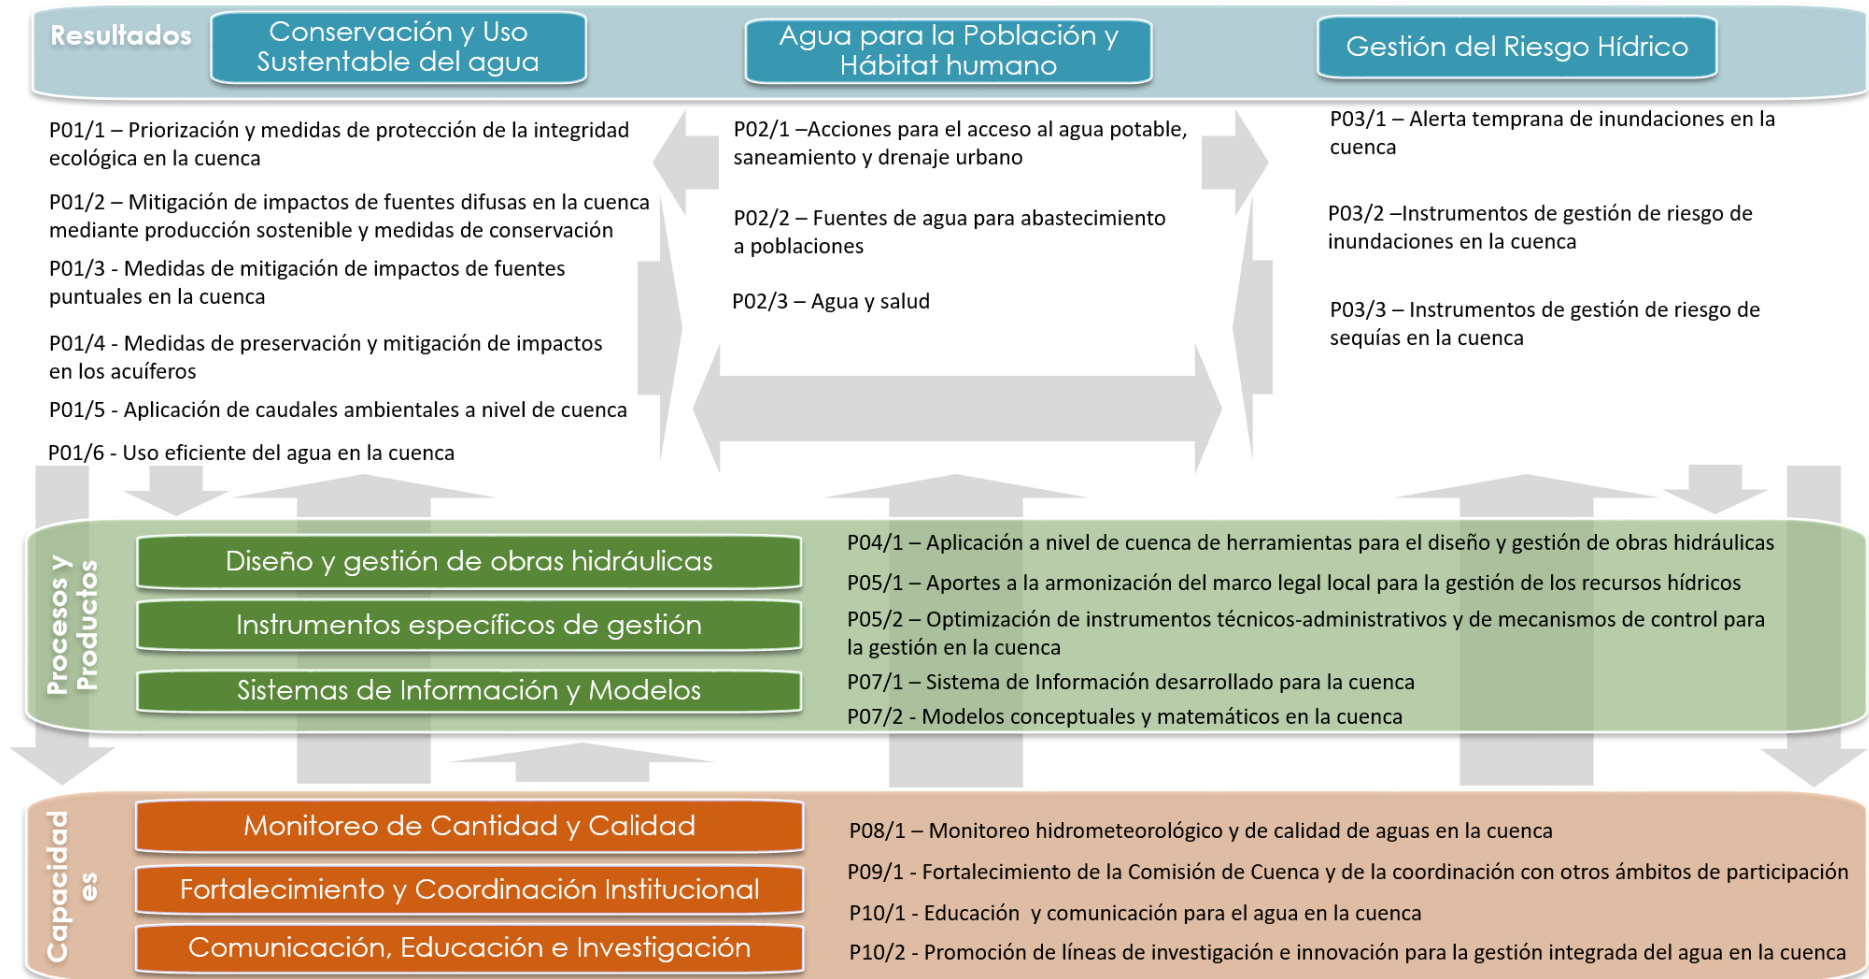 Resultados
Conservación y Uso
Sustentable del agua
Agua para la Población y
Hábitat humano
Gestión del Riesgo Hídrico
P01/1 – Priorización y medidas de protección de la integridad
ecológica en la cuenca
P01/2 – Mitigación de impactos de fuentes difusas en la cuenca
mediante producción sostenible y medidas de conservación
P01/3 - Medidas de mitigación de impactos de fuentes
puntuales en la cuenca
P01/4 - Medidas de preservación y mitigación de impactos
en los acuíferos
P01/5 - Aplicación de caudales ambientales a nivel de cuenca
P01/6 - Uso eficiente del agua en la cuenca
P02/1 –Acciones para el acceso al agua potable,
saneamiento y drenaje urbano
P02/2 – Fuentes de agua para abastecimiento
a poblaciones
P02/3 – Agua y salud
P03/1 – Alerta temprana de inundaciones en la
cuenca
P03/2 –Instrumentos de gestión de riesgo de
inundaciones en la cuenca
P03/3 – Instrumentos de gestión de riesgo de
sequías en la cuenca
Procesos y
Productos
Diseño y gestión de obras hidráulicas
Instrumentos específicos de gestión
Sistemas de Información y Modelos
P04/1 – Aplicación a nivel de cuenca de herramientas para el diseño y gestión de obras hidráulicas
P05/1 – Aportes a la armonización del marco legal local para la gestión de los recursos hídricos
P05/2 – Optimización de instrumentos técnicos-administrativos y de mecanismos de control para
la gestión en la cuenca
P07/1 – Sistema de Información desarrollado para la cuenca
P07/2 - Modelos conceptuales y matemáticos en la cuenca
Capacidad
es
Monitoreo de Cantidad y Calidad
Fortalecimiento y Coordinación Institucional
Comunicación, Educación e Investigación
P08/1 – Monitoreo hidrometeorológico y de calidad de aguas en la cuenca
P09/1 - Fortalecimiento de la Comisión de Cuenca y de la coordinación con otros ámbitos de participación
P10/1 - Educación  y comunicación para el agua en la cuenca
P10/2 - Promoción de líneas de investigación e innovación para la gestión integrada del agua en la cuenca